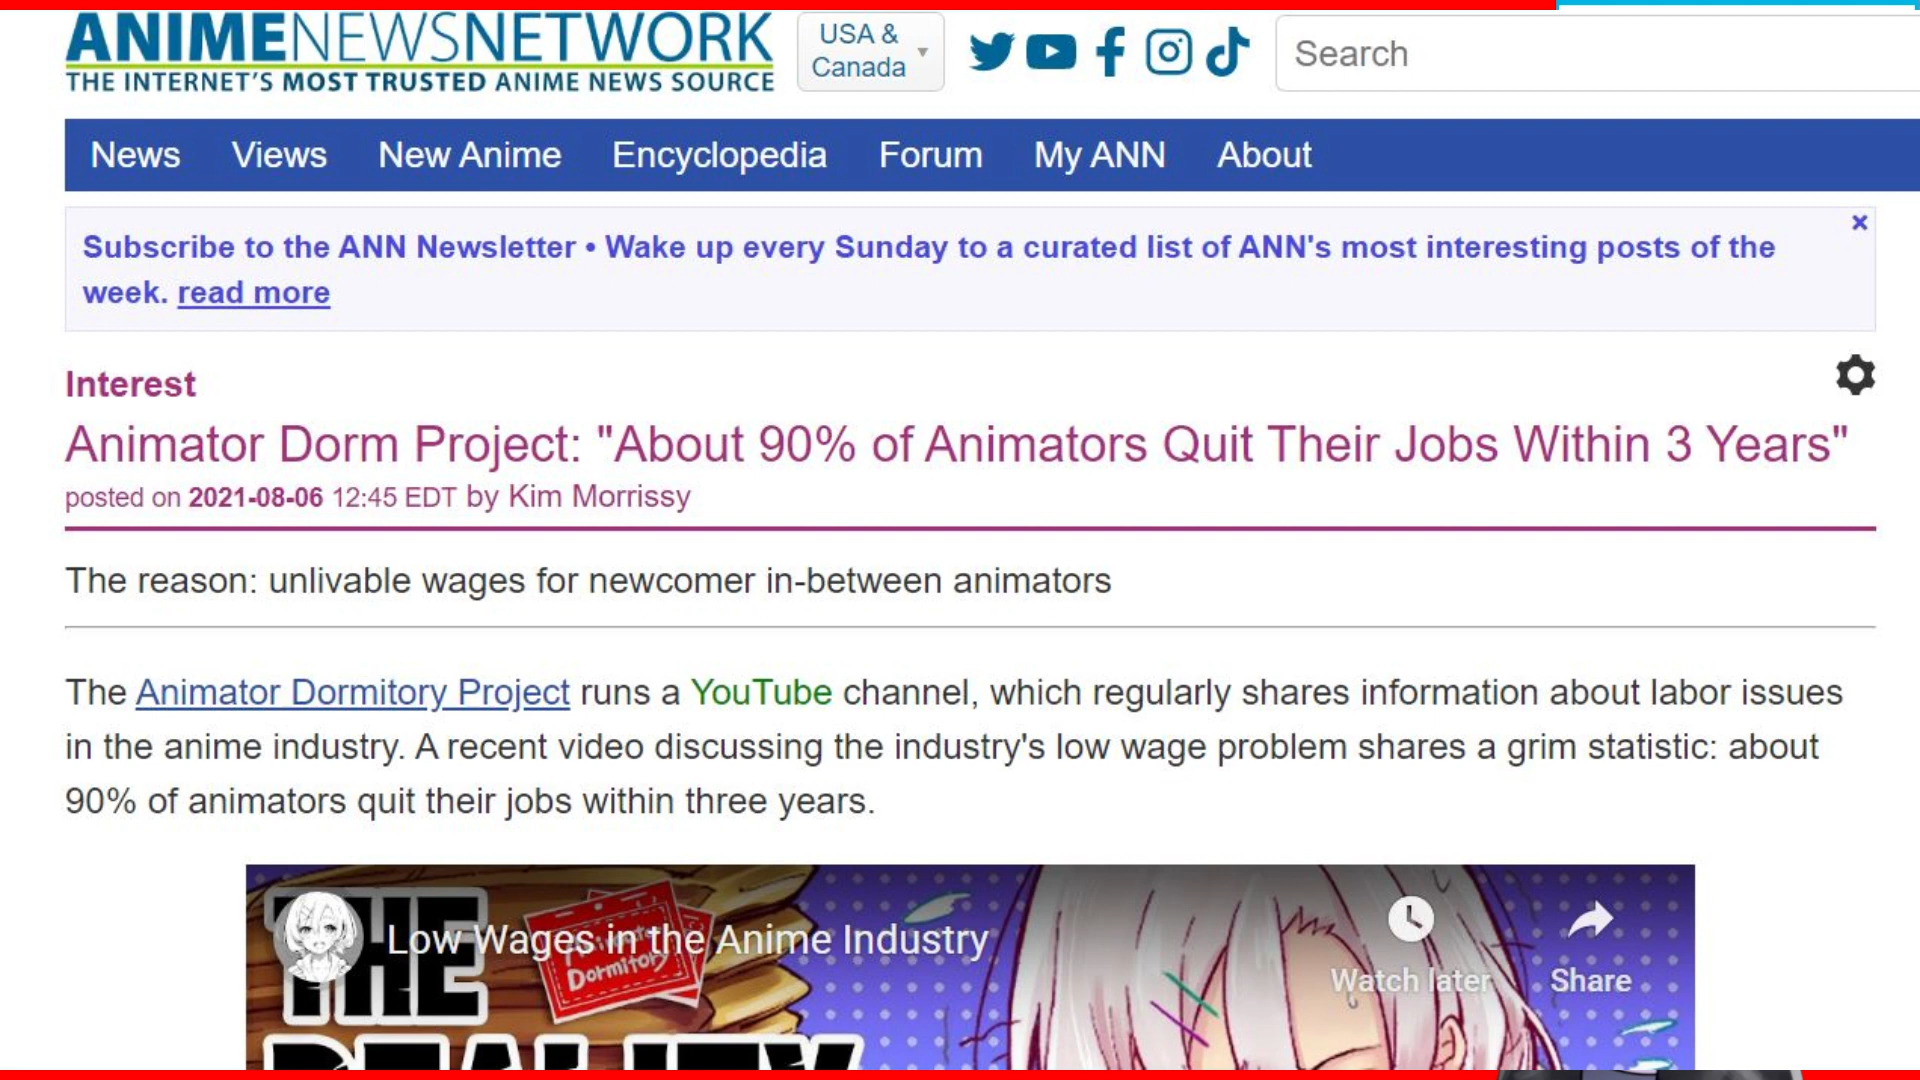 ANIMENEWSNETWORK
THE INTERNET'S MOST TRUSTED ANIME NEWS SOURCE
USA &
Canada
Search
News Views New Anime Encyclopedia Forum My ANN About
Subscribe to the ANN Newsletter • Wake up every Sunday to a curated list of ANN's most interesting posts of the
week. read more
Interest
Animator Dorm Project: "About 90% of Animators Quit Their Jobs Within 3 Years"
posted on 2021-08-06 12:45 EDT by Kim Morrissy
The reason: unlivable wages for newcomer in-between animators
The Animator Dormitory Project runs a YouTube channel, which regularly shares information about labor issues
in the anime industry. A recent video discussing the industry's low wage problem shares a grim statistic: about
90% of animators quit their jobs within three years.
Low Wages in the Anime Industry
Watch later
Share
THE
Animator
Dormitory
REALITY